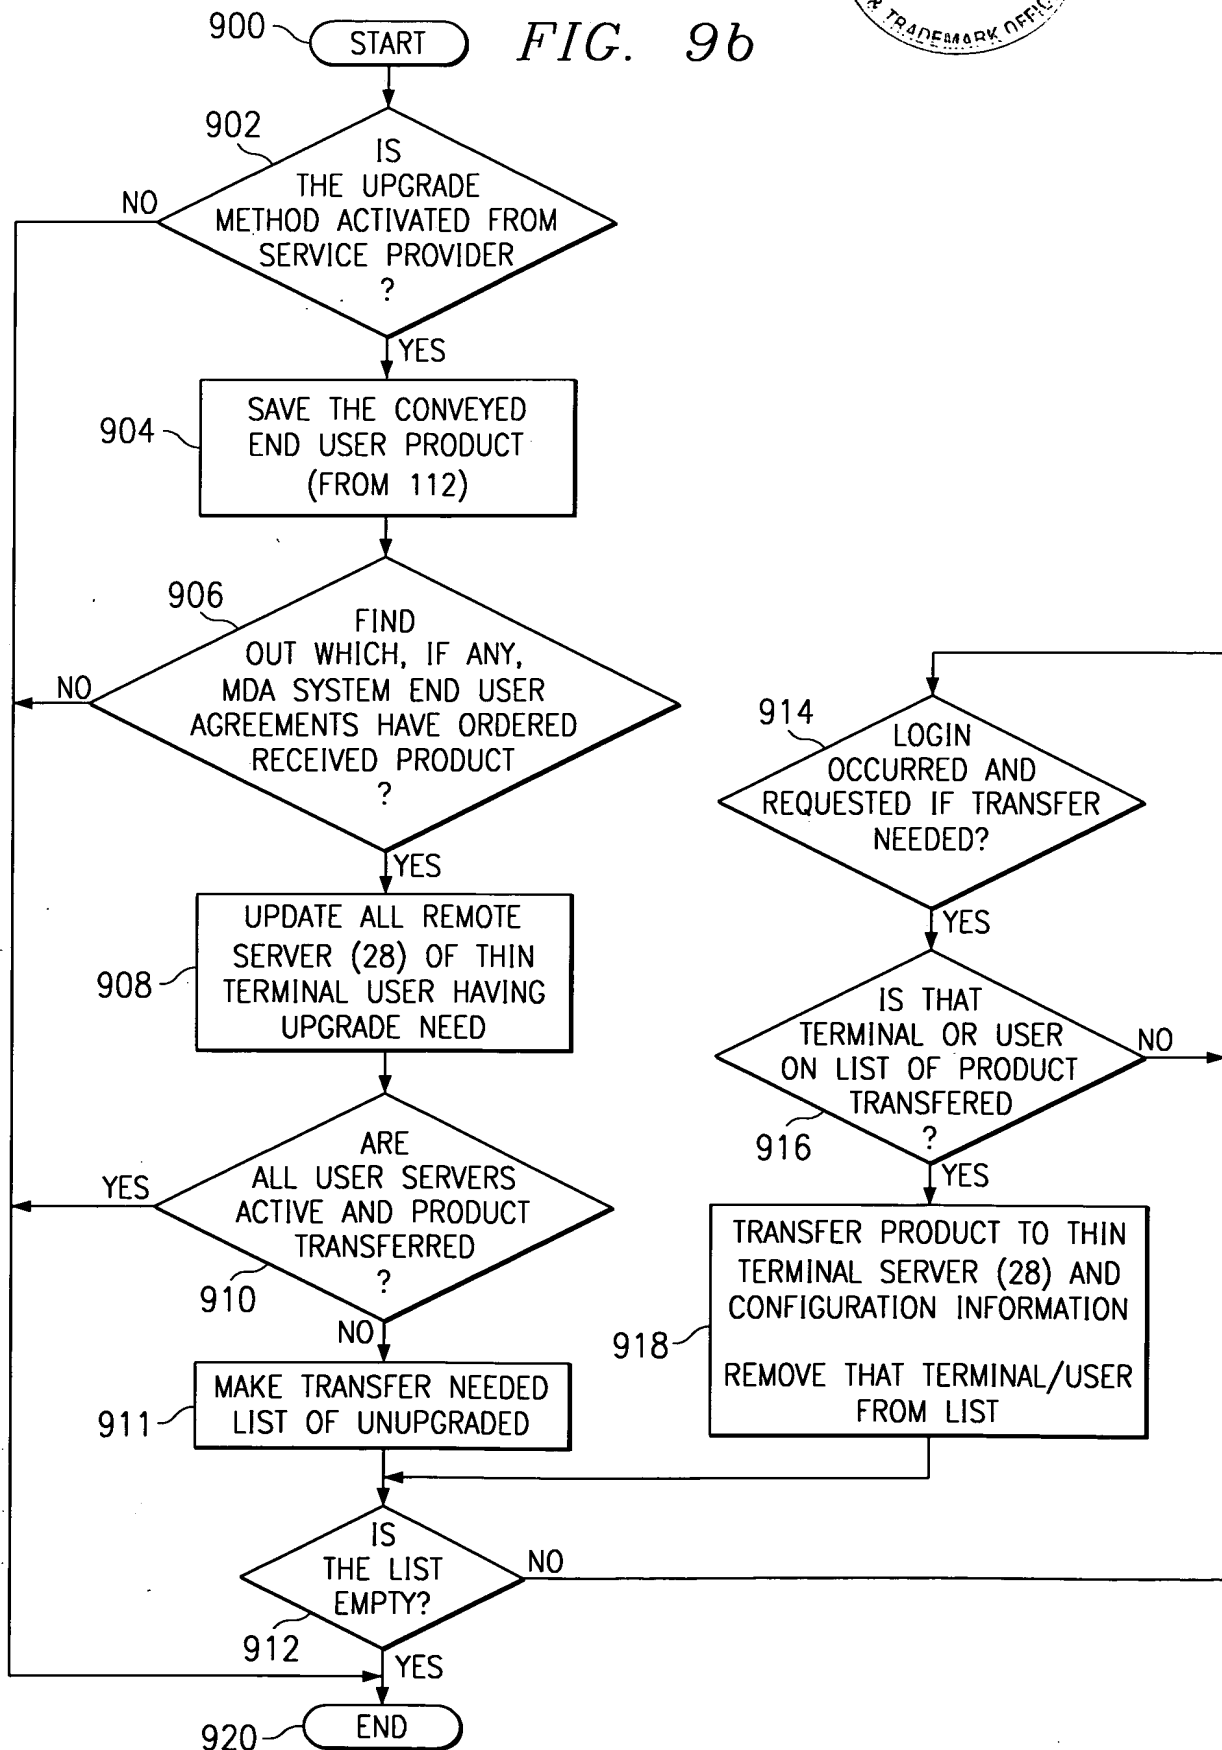 900
START
FIG. 9b
TRADEMARK OFFIC
902
IS
THE UPGRADE
METHOD ACTIVATED FROM
SERVICE PROVIDER
?
NO
YES
904
SAVE THE CONVEYED
END USER PRODUCT
(FROM 112)
906
FIND
OUT WHICH, IF ANY,
MDA SYSTEM END USER
AGREEMENTS HAVE ORDERED
RECEIVED PRODUCT
?
NO
YES
908
UPDATE ALL REMOTE
SERVER (28) OF THIN
TERMINAL USER HAVING
UPGRADE NEED
910
ARE
ALL USER SERVERS
ACTIVE AND PRODUCT
TRANSFERRED
?
YES
NO
911
MAKE TRANSFER NEEDED
LIST OF UNUPGRADED
912
IS
THE LIST
EMPTY?
NO
YES
920
END
914
LOGIN
OCCURRED AND
REQUESTED IF TRANSFER
NEEDED?
YES
916
IS THAT
TERMINAL OR USER
ON LIST OF PRODUCT
TRANSFERED
?
NO
YES
918
TRANSFER PRODUCT TO THIN
TERMINAL SERVER (28) AND
CONFIGURATION INFORMATION
REMOVE THAT TERMINAL/USER
FROM LIST